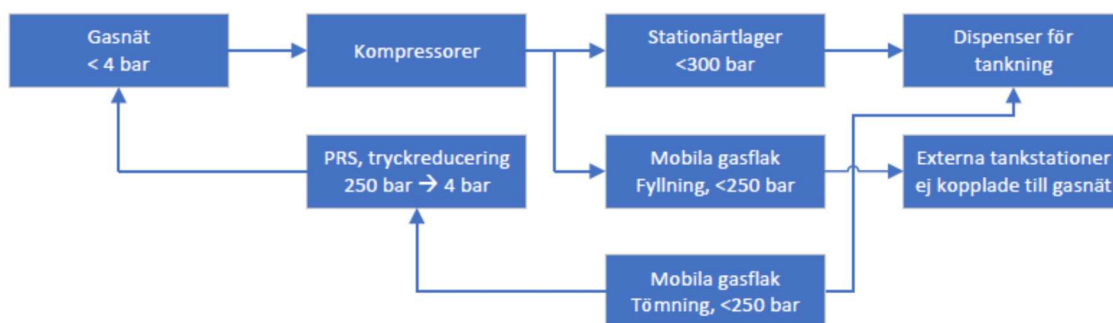 Gasnät
< 4 bar
Kompressorer
Stationärtlager
<300 bar
Dispenser för
tankning
PRS, tryckreducering
250 bar → 4 bar
Mobila gasflak
Fyllning, <250 bar
Externa tankstationer
ej kopplade till gasnät
Mobila gasflak
Tömning, <250 bar